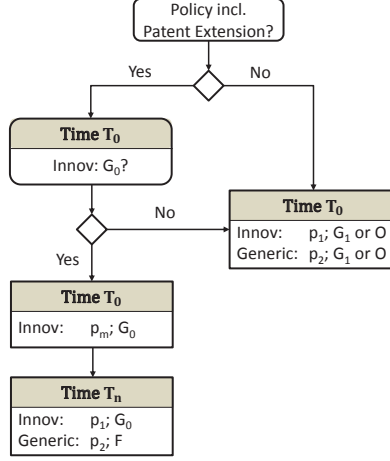 Policy incl.
Patent Extension?
Yes
No
Time T₀
Innov: G₀?
No
Yes
Time T₀
Innov: p₁; G₁ or O
Generic: p₂; G₁ or O
Time T₀
Innov: pₘ; G₀
Time Tₙ
Innov: p₁; G₀
Generic: p₂; F